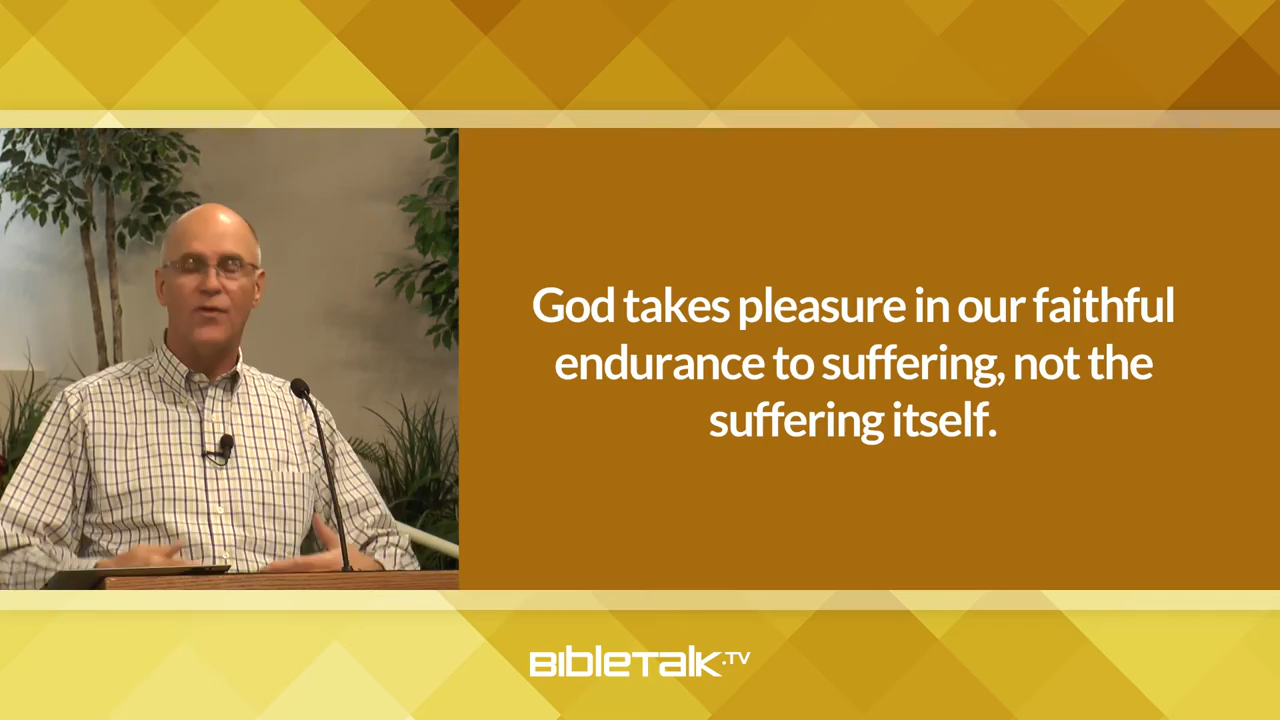 God takes pleasure in our faithful
endurance to suffering, not the
suffering itself.
BIBLETALK.TV